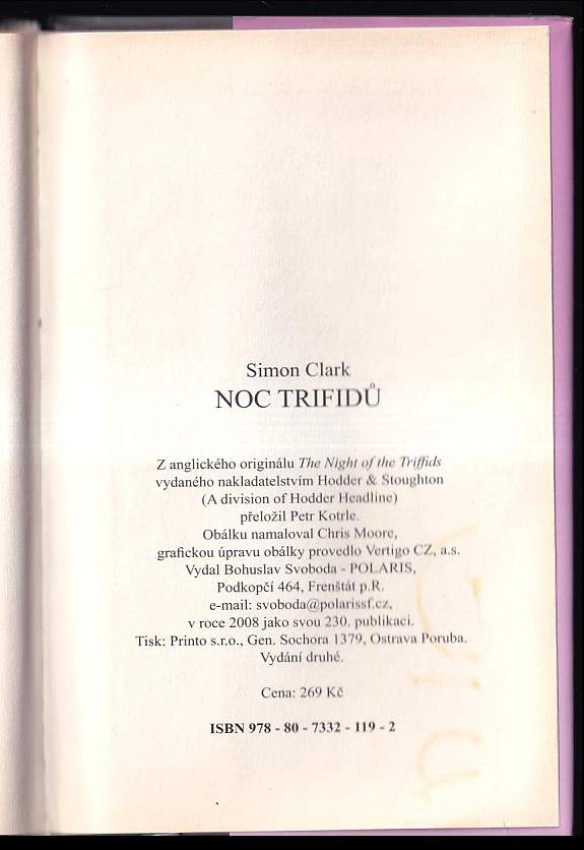 Simon Clark
NOC TRIFIDŮ
Z anglického originálu The Night of the Triffids
vydaného nakladatelstvím Hodder & Stoughton
(A division of Hodder Headline)
přeložil Petr Kotrle.
Obálku namaloval Chris Moore,
grafickou úpravu obálky provedlo Vertigo CZ, a.s.
Vydal Bohuslav Svoboda - POLARIS,
Podkopčí 464, Frenštát p.R.
e-mail: svoboda@polarissf.cz,
v roce 2008 jako svou 230. publikaci.
Tisk: Printo s.r.o., Gen. Sochora 1379, Ostrava Poruba.
Vydání druhé.
Cena: 269 Kč
ISBN 978 - 80 - 7332 - 119 - 2